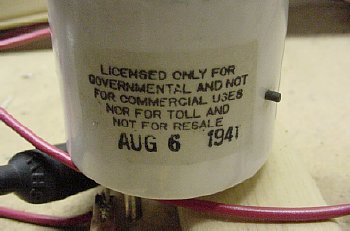 LICENSED ONLY FOR
GOVERNMENTAL AND NOT
FOR COMMERCIAL USES
NOR FOR TOLL AND
NOT FOR RESALE
AUG 6 1941